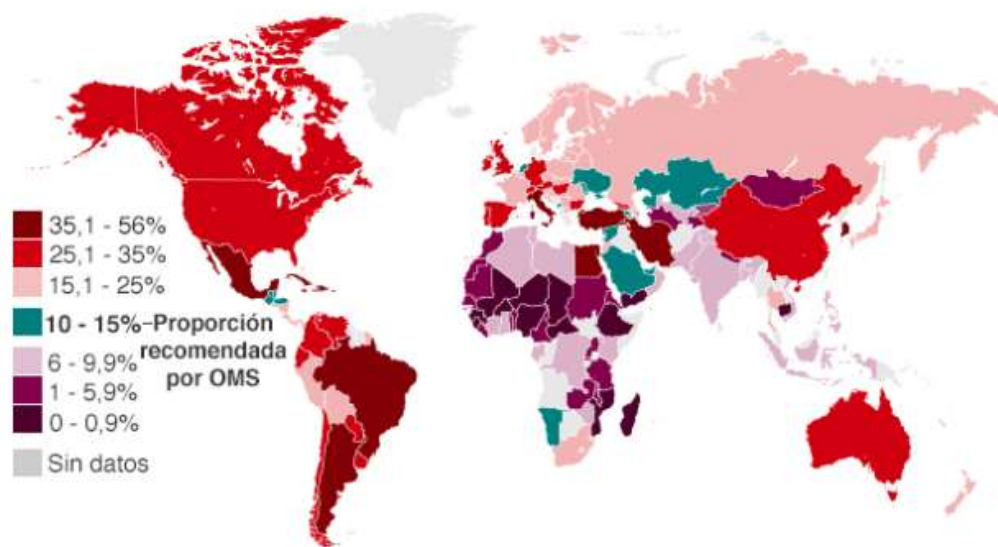 35,1 - 56%
25,1 - 35%
15,1 - 25%
10 - 15%-Proporción
recomendada
por OMS
6 - 9,9%
1 - 5,9%
0 - 0,9%
Sin datos